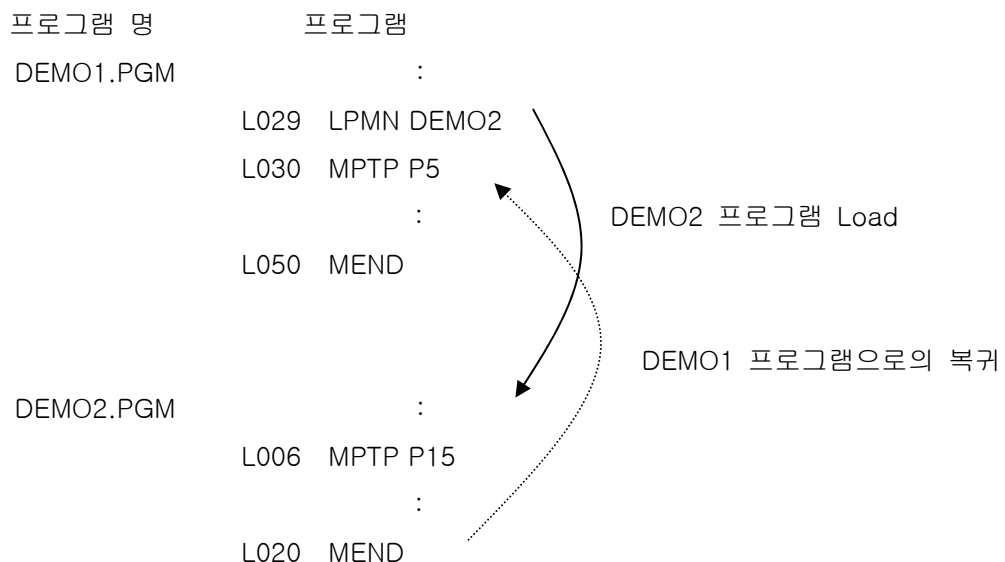 프로그램 명 프로그램
DEMO1.PGM :
L029 LPMN DEMO2
L030 MPTP P5
: DEMO2 프로그램 Load
L050 MEND
DEMO1 프로그램으로의 복귀
DEMO2.PGM :
L006 MPTP P15
:
L020 MEND